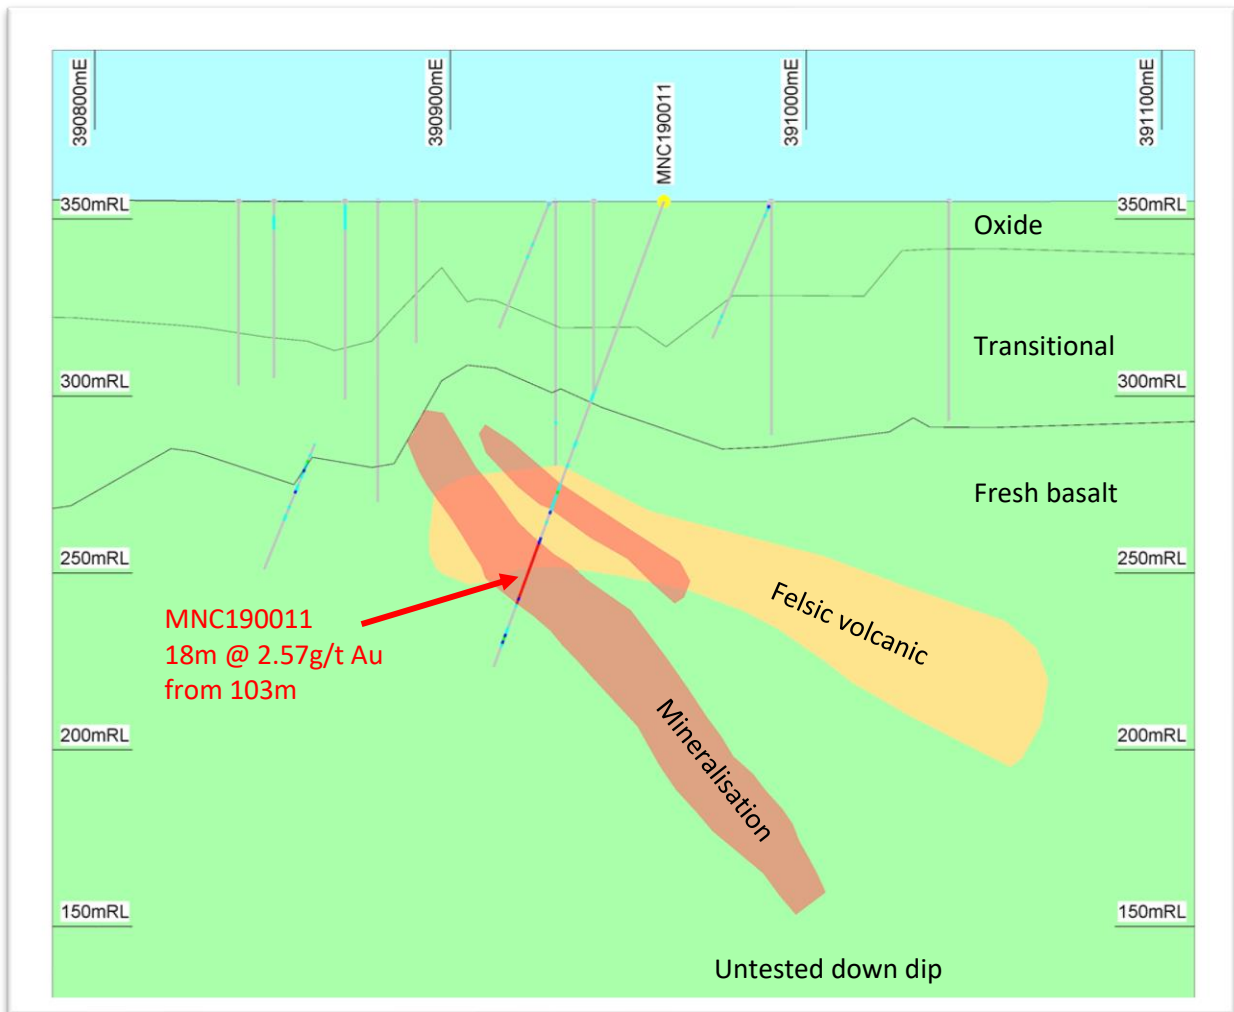 390800mE
390900mE
MNC190011
391000mE
391100mE
350mRL
350mRL
Oxide
Transitional
300mRL
300mRL
Fresh basalt
250mRL
250mRL
Felsic volcanic
MNC190011
18m @ 2.57g/t Au
from 103m
200mRL
200mRL
Mineralisation
150mRL
150mRL
Untested down dip